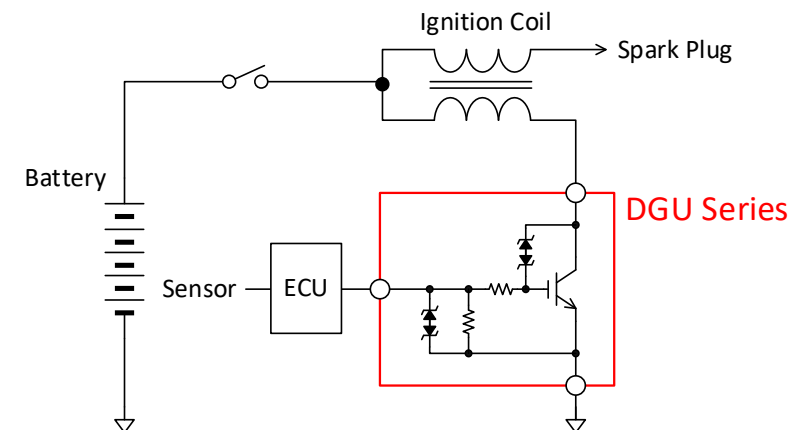 Ignition Coil
Spark Plug
Battery
DGU Series
Sensor
ECU